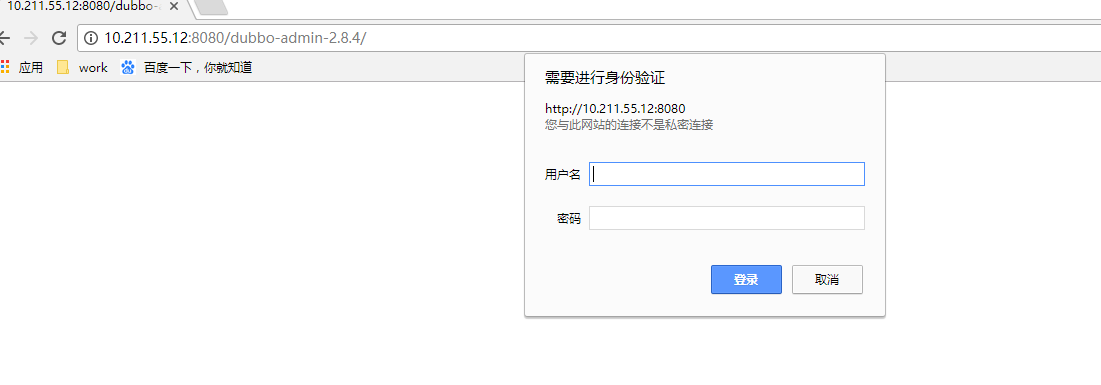 10.211.55.12:8080/dubbo-
10.211.55.12:8080/dubbo-admin-2.8.4/
应用 work 百度一下，你就知道
需要进行身份验证
http://10.211.55.12:8080
您与此网站的连接不是私密连接
用户名
密码
登录 取消